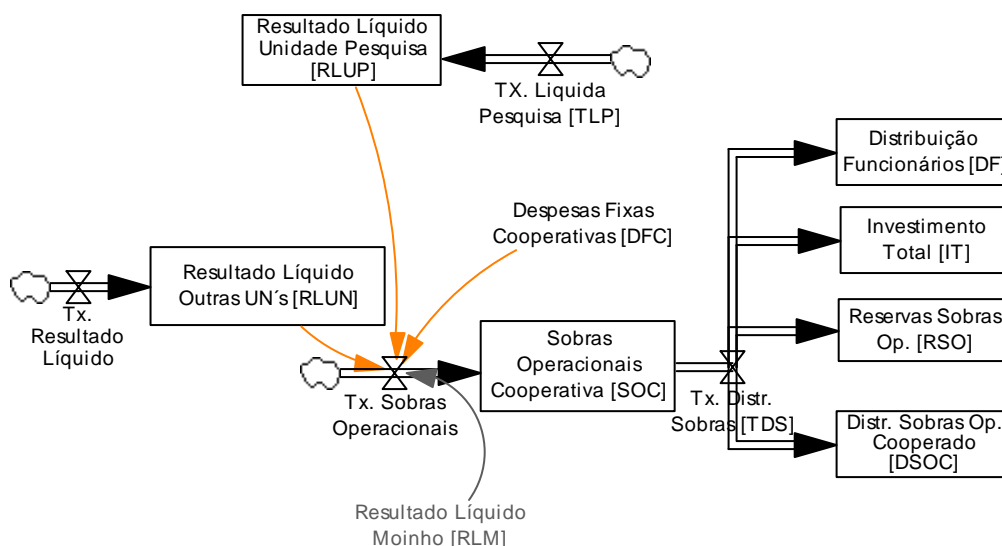 Resultado Líquido
Unidade Pesquisa
[RLUP]
TX. Liquida
Pesquisa [TLP]
Distribuição
Funcionários [DF]
Despesas Fixas
Cooperativas [DFC]
Investimento
Total [IT]
Resultado Líquido
Outras UN´s [RLUN]
Tx.
Resultado
Líquido
Reservas Sobras
Op. [RSO]
Sobras
Operacionais
Cooperativa [SOC]
Tx. Sobras
Operacionais
Tx. Distr.
Sobras [TDS]
Distr. Sobras Op.
Cooperado
[DSOC]
Resultado Líquido
Moinho [RLM]